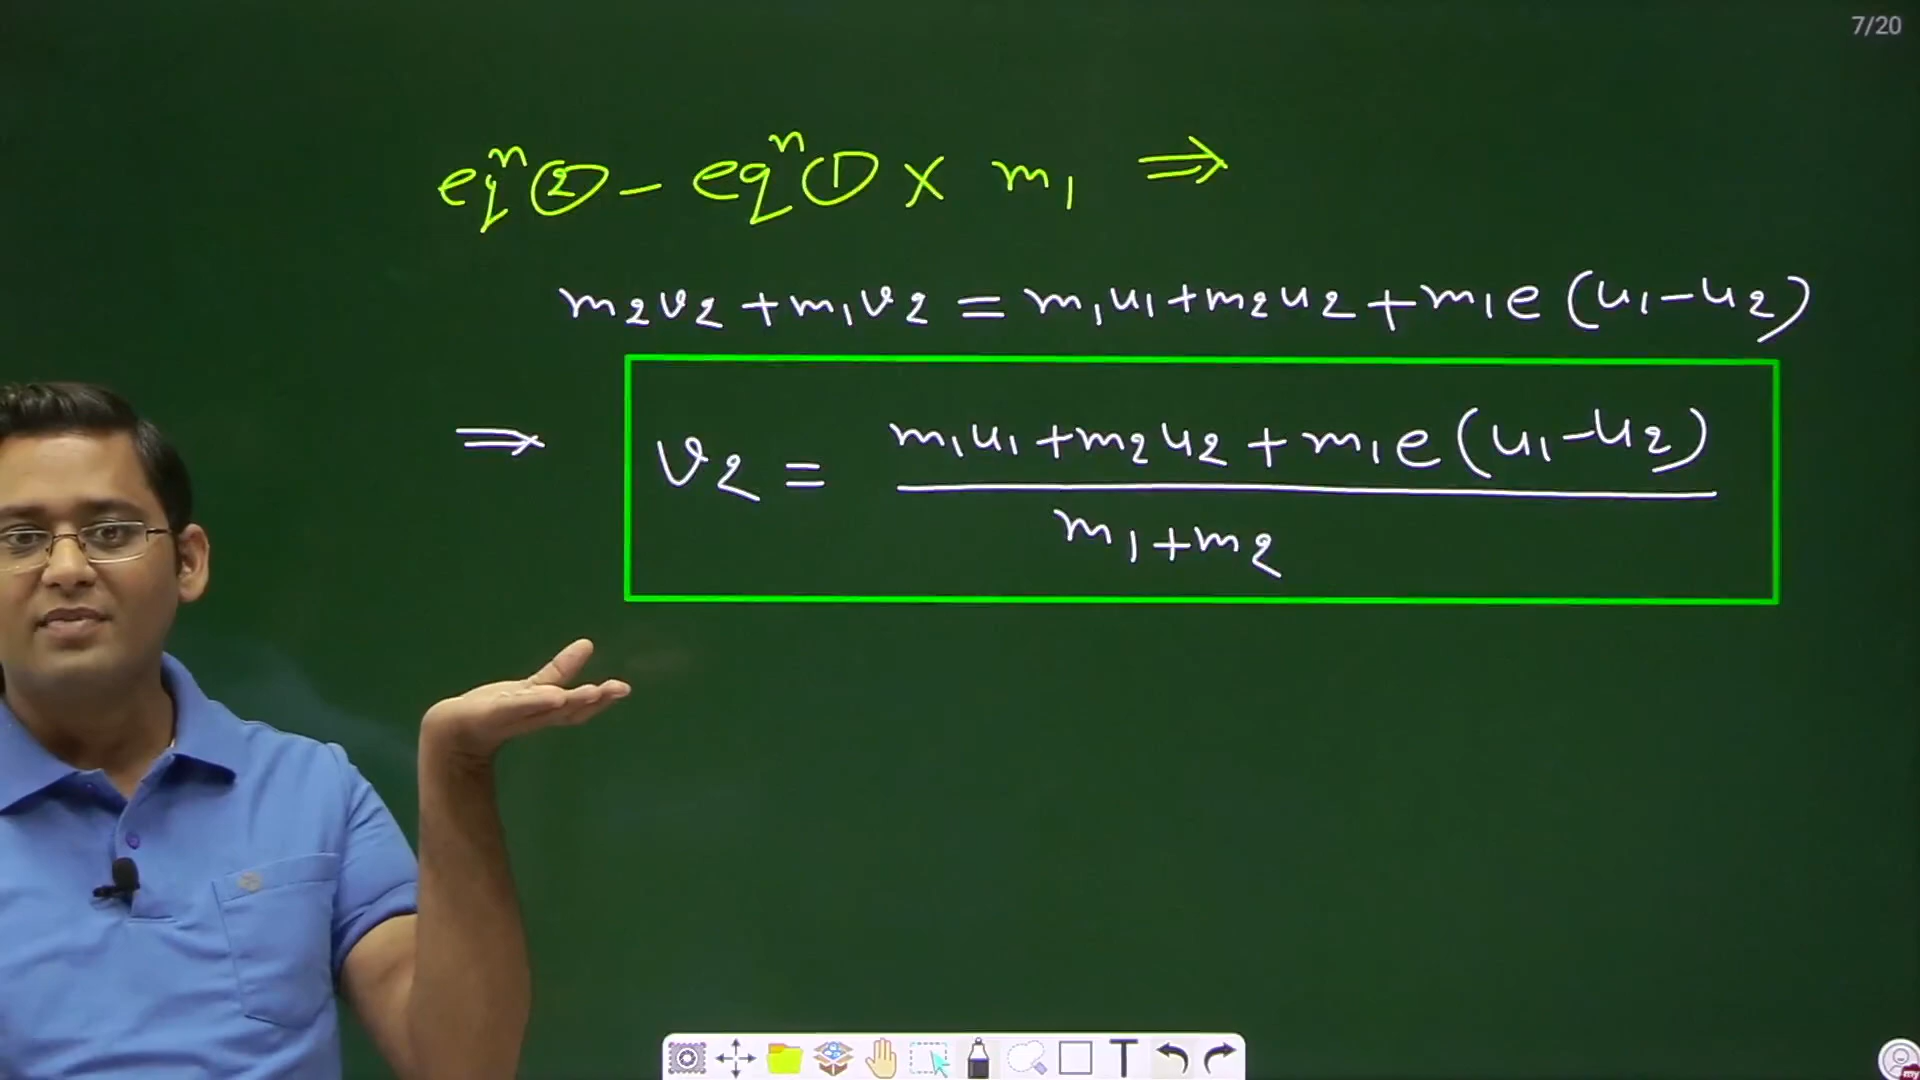 7/20
eqⁿ② - eqⁿ① × m₁ ⇒
m₂v₂ + m₁v₂ = m₁u₁ + m₂u₂ + m₁e(u₁-u₂)
⇒ v₂ = (m₁u₁ + m₂u₂ + m₁e(u₁-u₂))
m₁ + m₂
T